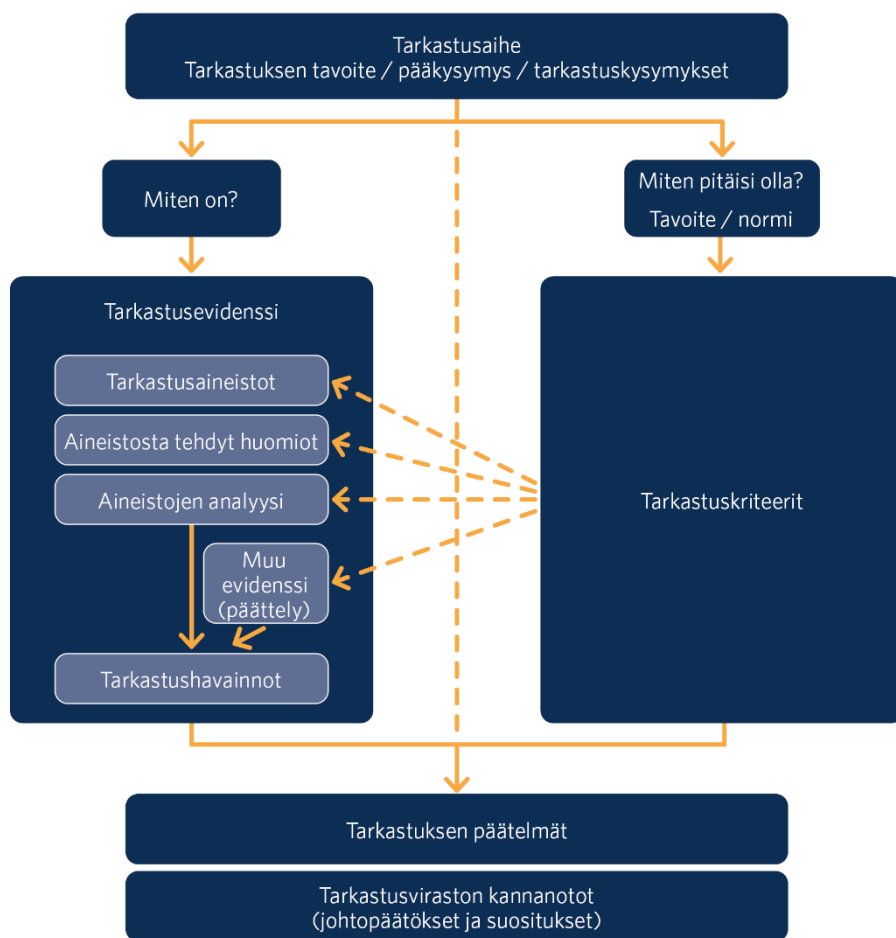 Tarkastusaihe
Tarkastuksen tavoite / pääkysymys / tarkastuskysymykset
Miten on?
Miten pitäisi olla?
Tavoite / normi
Tarkastusevidenssi
Tarkastusaineistot
Aineistosta tehdyt huomiot
Aineistojen analyysi
Muu
evidenssi
(päättely)
Tarkastushavainnot
Tarkastuskriteerit
Tarkastuksen päätelmät
Tarkastusviraston kannanotot
(johtopäätökset ja suositukset)